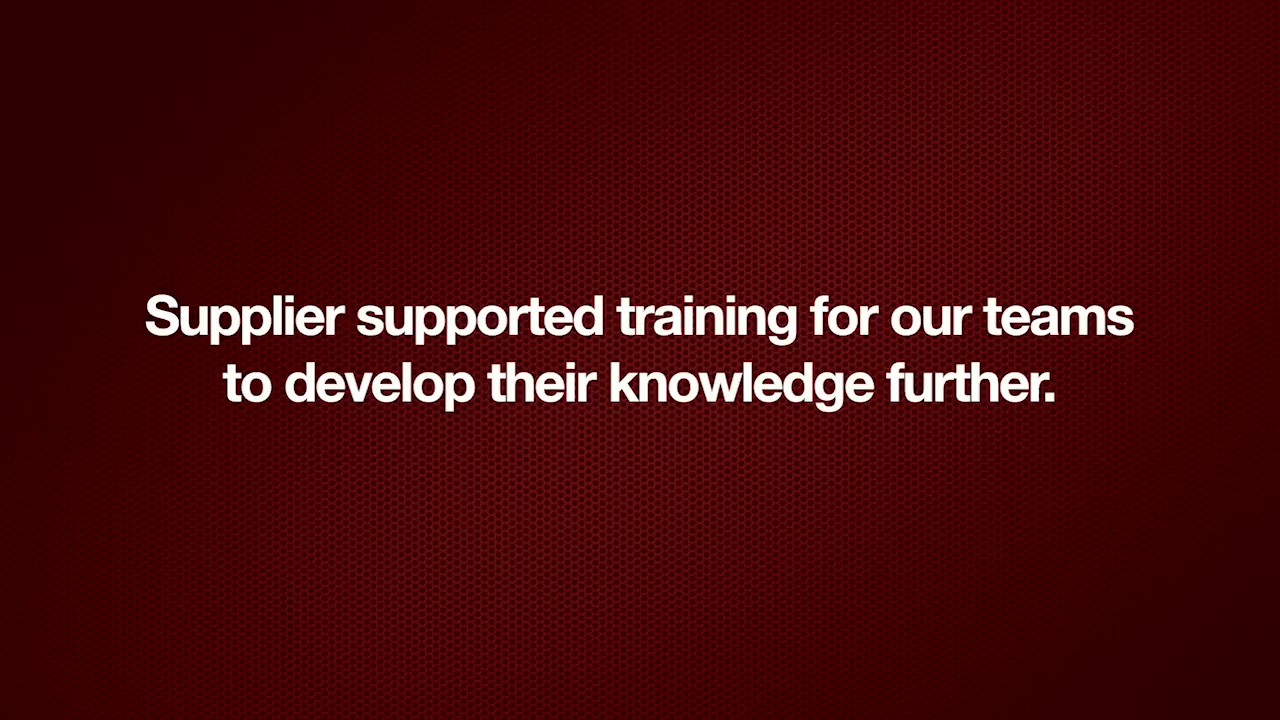 Supplier supported training for our teams
to develop their knowledge further.